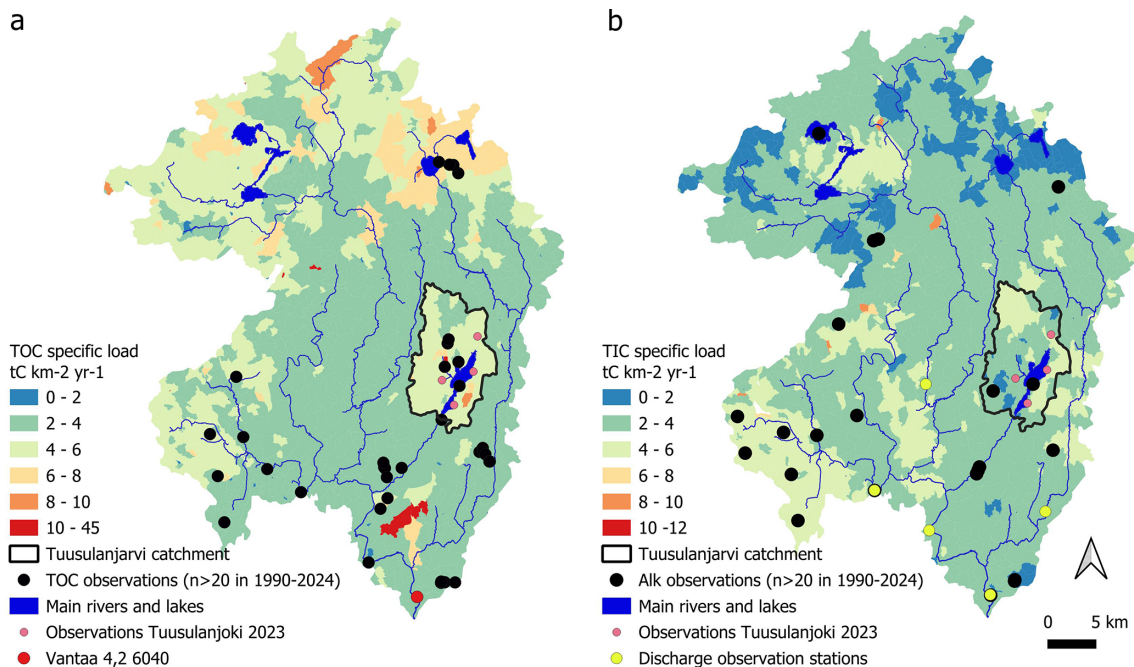 a
TOC specific load
tC km-2 yr-1
0 - 2
2 - 4
4 - 6
6 - 8
8 - 10
10 - 45
Tuusulanjarvi catchment
TOC observations (n>20 in 1990-2024)
Main rivers and lakes
Observations Tuusulanjoki 2023
Vantaa 4,2 6040
b
TIC specific load
tC km-2 yr-1
0 - 2
2 - 4
4 - 6
6 - 8
8 - 10
10 -12
Tuusulanjarvi catchment
Alk observations (n>20 in 1990-2024)
Main rivers and lakes
Observations Tuusulanjoki 2023
Discharge observation stations
0 5 km